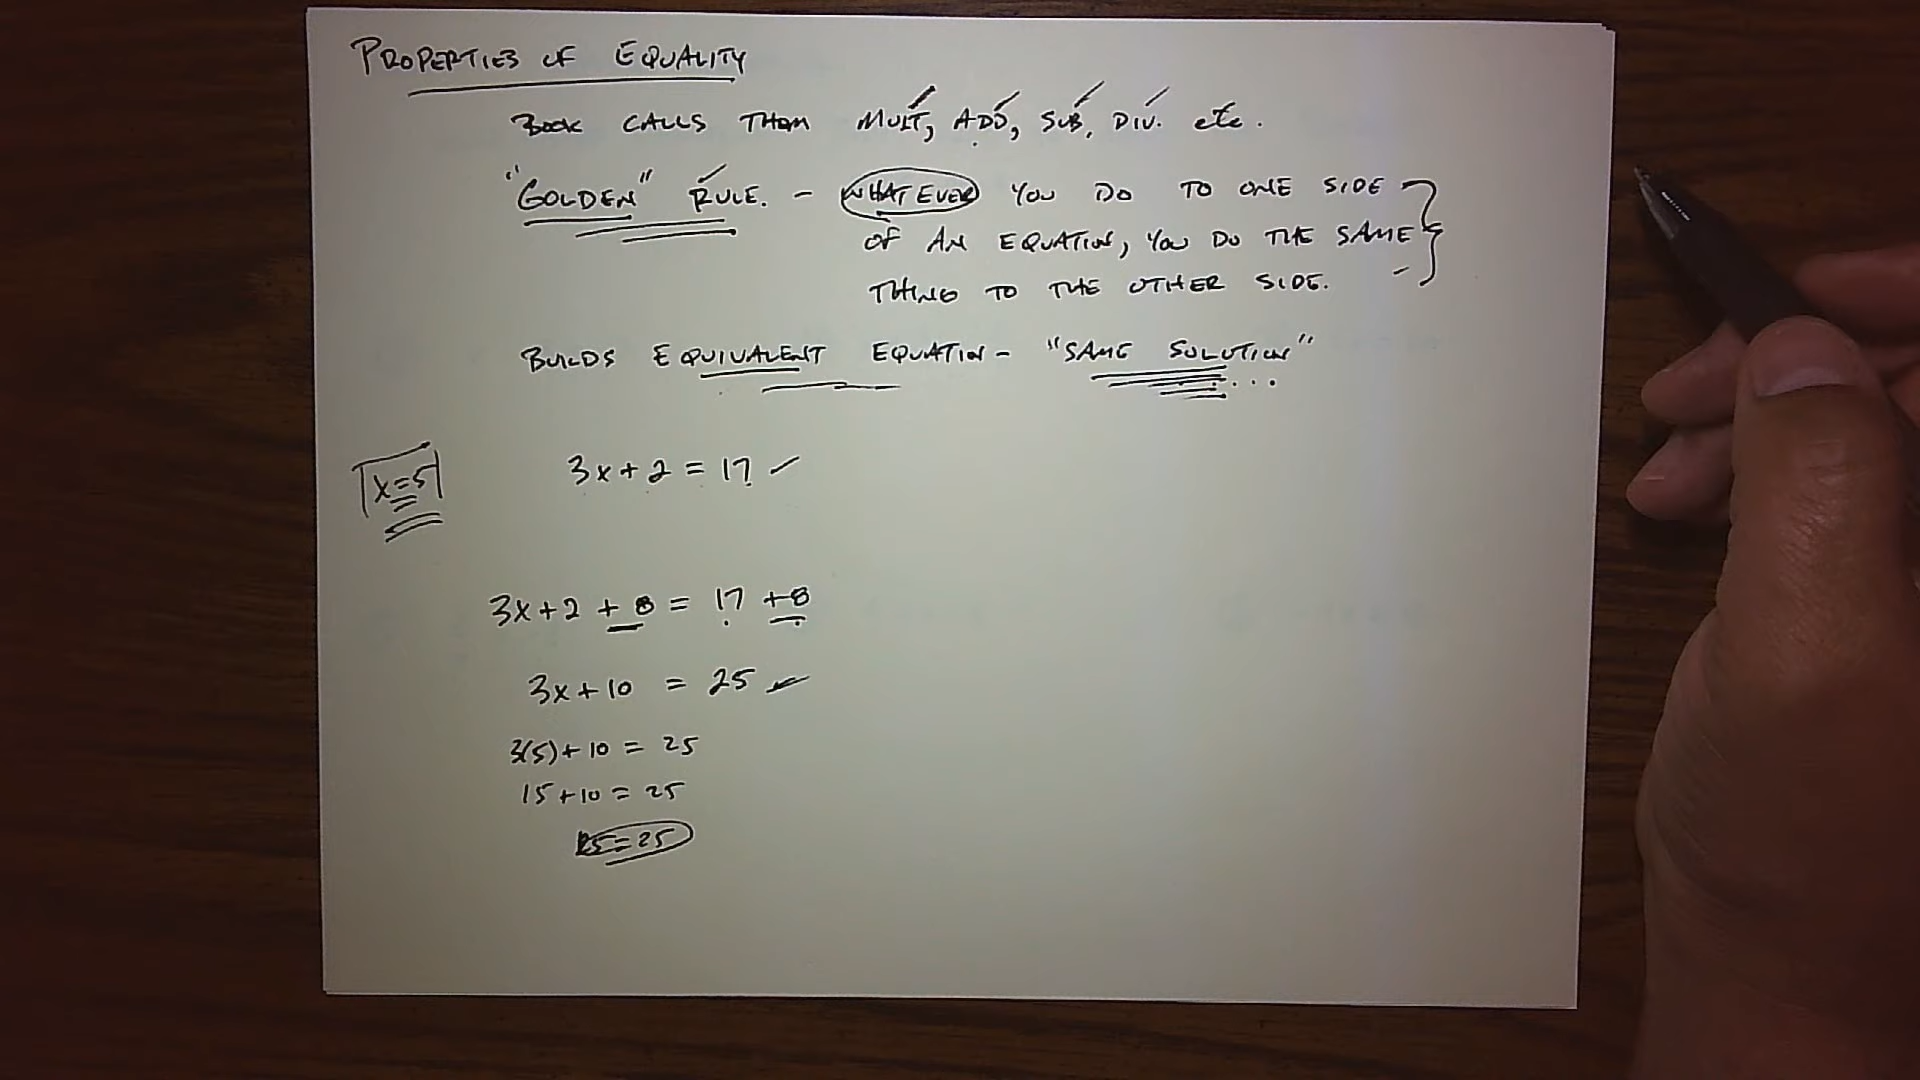 PROPERTIES OF EQUALITY
BOOK CALLS THEM MULT, ADD, SUB, DIV. etc.
"GOLDEN" RULE. - WHATEVER YOU DO TO ONE SIDE
OF AN EQUATION, YOU DO THE SAME
THING TO THE OTHER SIDE.
BUILDS EQUIVALENT EQUATION - "SAME SOLUTION"
x=5
3x+2 = 17
3x+2 + 8 = 17 +8
3x+10 = 25
3(5)+10 = 25
15+10 = 25
25=25